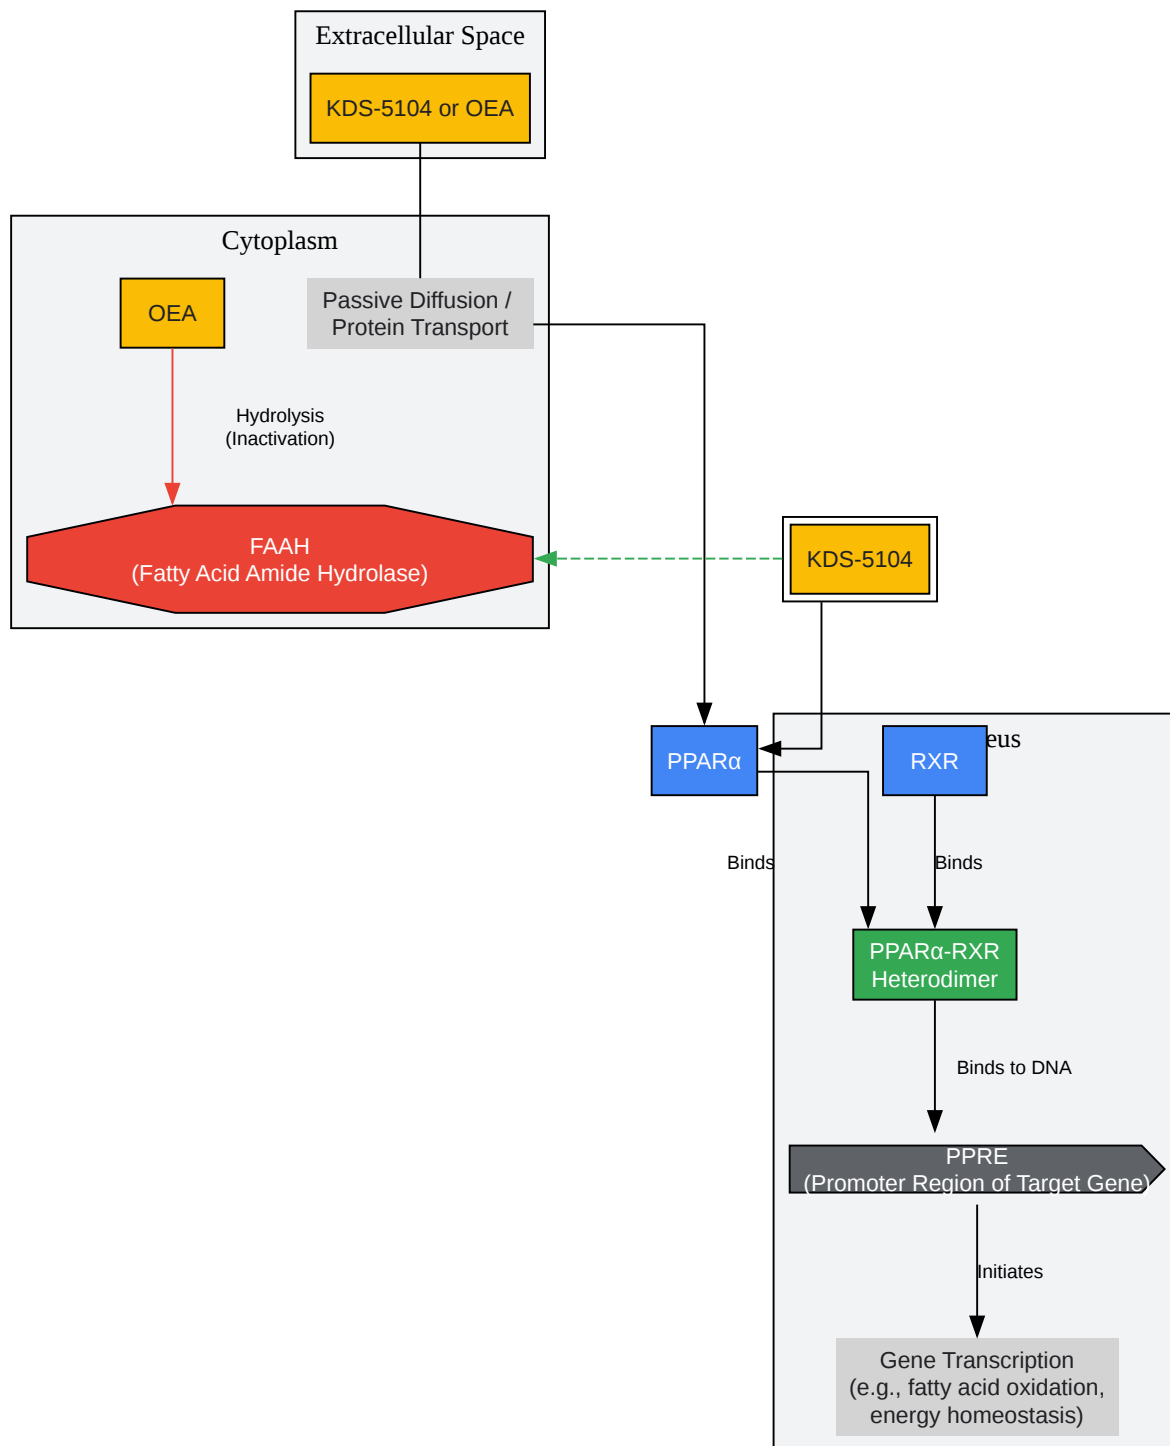 Extracellular Space
KDS-5104 or OEA
Cytoplasm
OEA
Passive Diffusion /
Protein Transport
Hydrolysis
(Inactivation)
FAAH
(Fatty Acid Amide Hydrolase)
KDS-5104
PPARα
RXR
eus
Binds
Binds
PPARα-RXR
Heterodimer
Binds to DNA
PPRE
(Promoter Region of Target Gene)
Initiates
Gene Transcription
(e.g., fatty acid oxidation,
energy homeostasis)